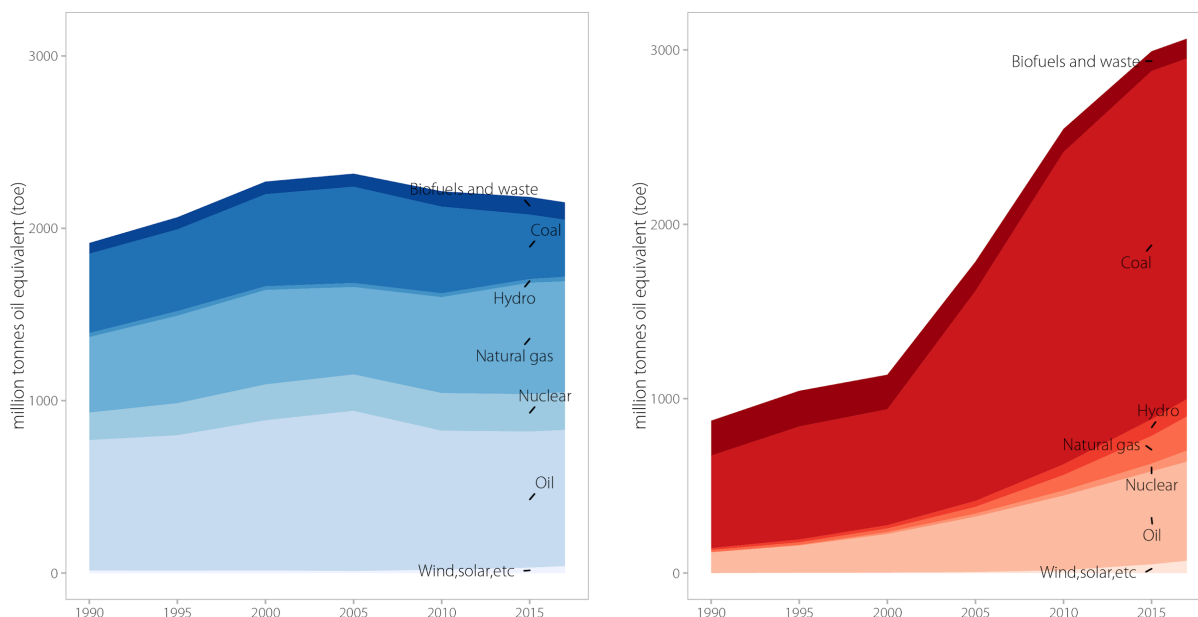 million tonnes oil equivalent (toe)
3000
2000
1000
0
Biofuels and waste
Coal
Hydro
Natural gas
Nuclear
Oil
Wind,solar,etc
1990
1995
2000
2005
2010
2015
million tonnes oil equivalent (toe)
3000
2000
1000
0
Biofuels and waste
Coal
Hydro
Natural gas
Nuclear
Oil
Wind,solar,etc
1990
1995
2000
2005
2010
2015